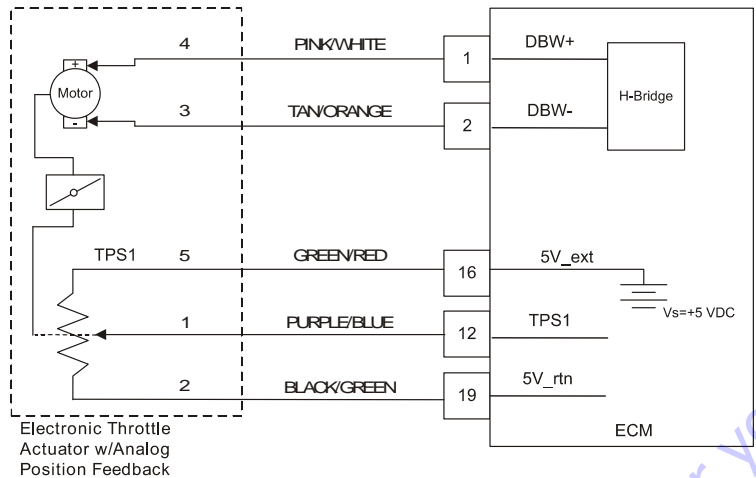 4 PINK/WHITE 1 DBW+
+
Motor
-
H-Bridge
3 TAN/ORANGE 2 DBW-
TPS1 5 GREEN/RED 16 5V_ext
Vs=+5 VDC
1 PURPLE/BLUE 12 TPS1
2 BLACK/GREEN 19 5V_rtn
ECM
Electronic Throttle
Actuator w/Analog
Position Feedback